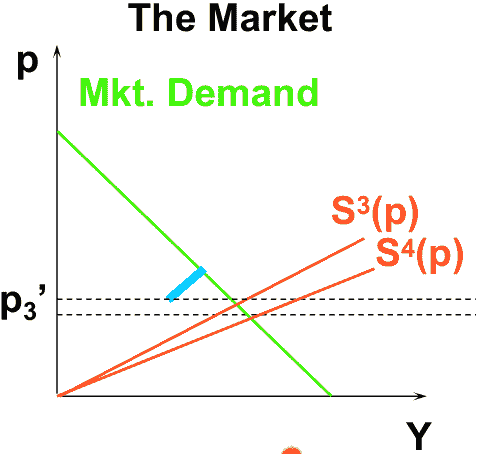 The Market
p
Mkt. Demand
S³(p)
S⁴(p)
p₃’
Y